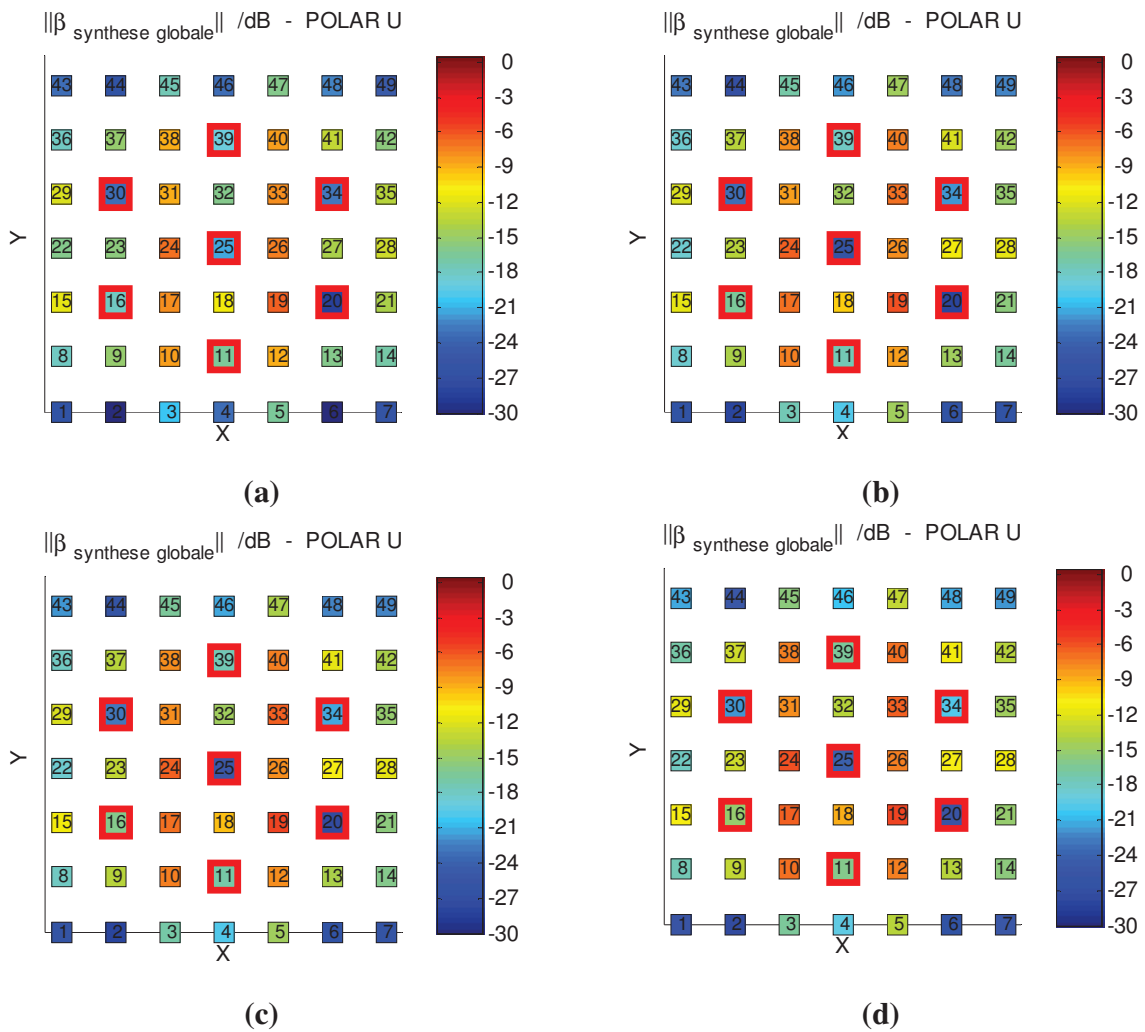 ||β synthese globale|| /dB - POLAR U
43 44 45 46 47 48 49
36 37 38 39 40 41 42
29 30 31 32 33 34 35
22 23 24 25 26 27 28
15 16 17 18 19 20 21
8 9 10 11 12 13 14
1 2 3 4 5 6 7
Y
X
0
-3
-6
-9
-12
-15
-18
-21
-24
-27
-30
(a)
||β synthese globale|| /dB - POLAR U
43 44 45 46 47 48 49
36 37 38 39 40 41 42
29 30 31 32 33 34 35
22 23 24 25 26 27 28
15 16 17 18 19 20 21
8 9 10 11 12 13 14
1 2 3 4 5 6 7
Y
X
0
-3
-6
-9
-12
-15
-18
-21
-24
-27
-30
(b)
||β synthese globale|| /dB - POLAR U
43 44 45 46 47 48 49
36 37 38 39 40 41 42
29 30 31 32 33 34 35
22 23 24 25 26 27 28
15 16 17 18 19 20 21
8 9 10 11 12 13 14
1 2 3 4 5 6 7
Y
X
0
-3
-6
-9
-12
-15
-18
-21
-24
-27
-30
(c)
||β synthese globale|| /dB - POLAR U
43 44 45 46 47 48 49
36 37 38 39 40 41 42
29 30 31 32 33 34 35
22 23 24 25 26 27 28
15 16 17 18 19 20 21
8 9 10 11 12 13 14
1 2 3 4 5 6 7
Y
X
0
-3
-6
-9
-12
-15
-18
-21
-24
-27
-30
(d)